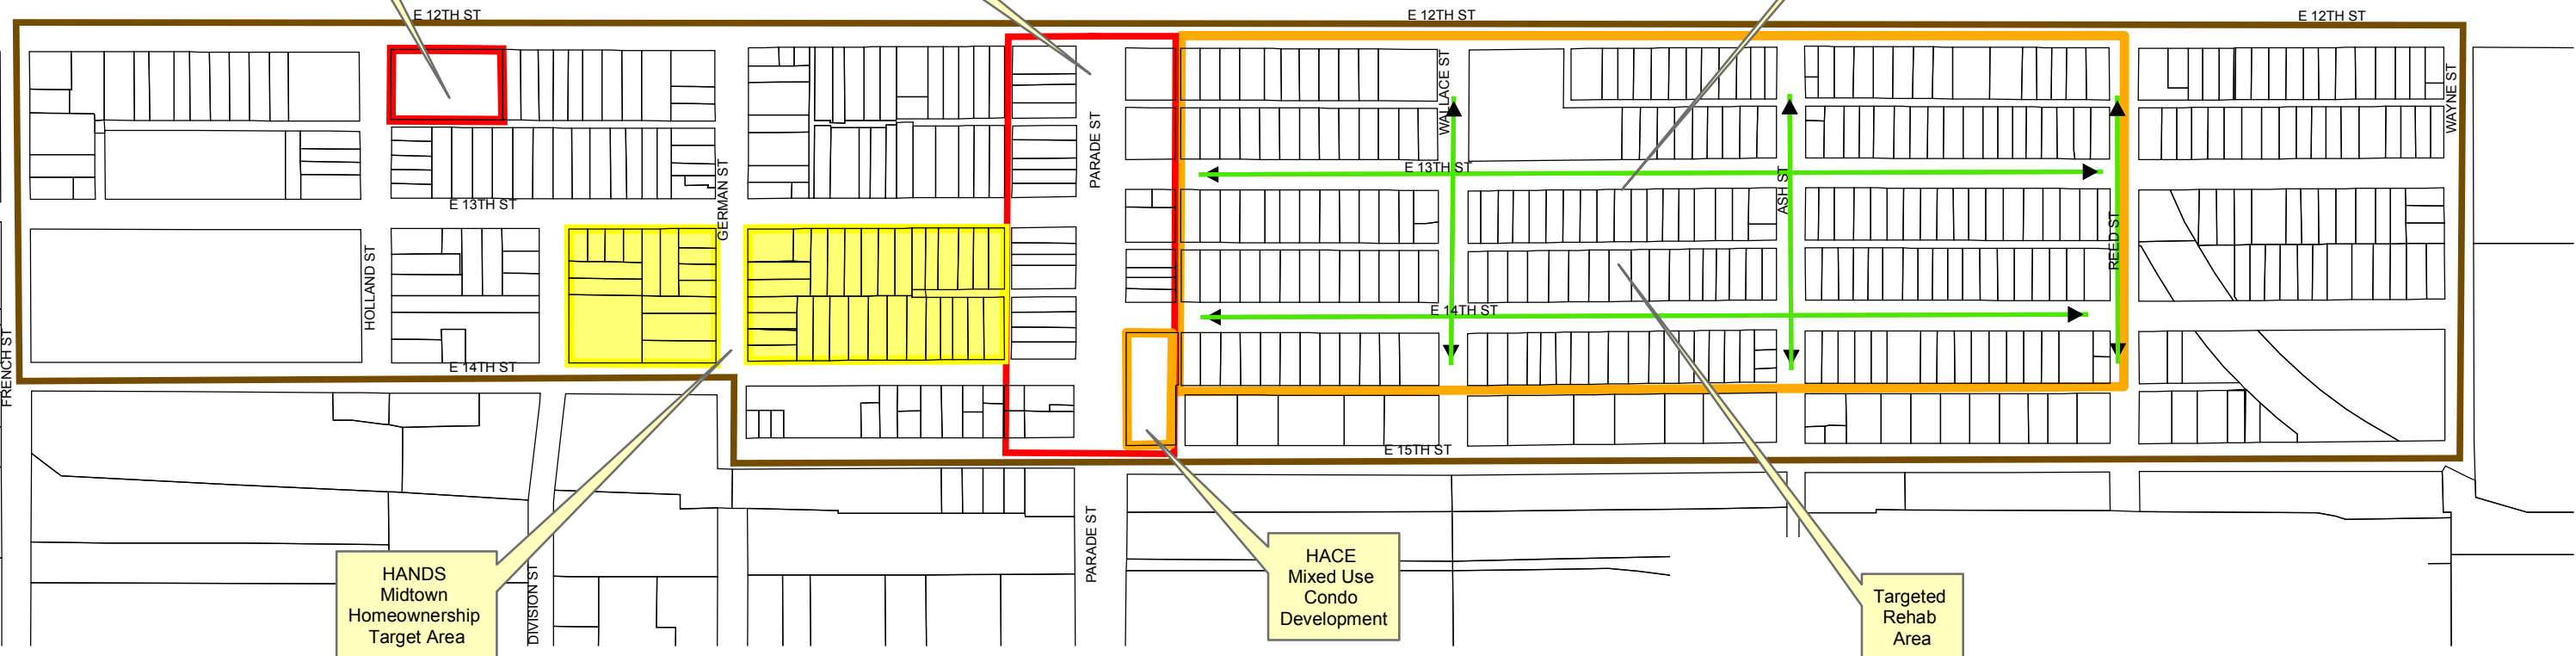 E 12TH ST
E 12TH ST
E 12TH ST
WALLACE ST
WAYNE ST
PARADE ST
E 13TH ST
GERMAN ST
ASH ST
E 13TH ST
REED ST
HOLLAND ST
E 14TH ST
FRENCH ST
E 14TH ST
E 15TH ST
PARADE ST
DIVISION ST
HANDS
Midtown
Homeownership
Target Area
HACE
Mixed Use
Condo
Development
Targeted
Rehab
Area